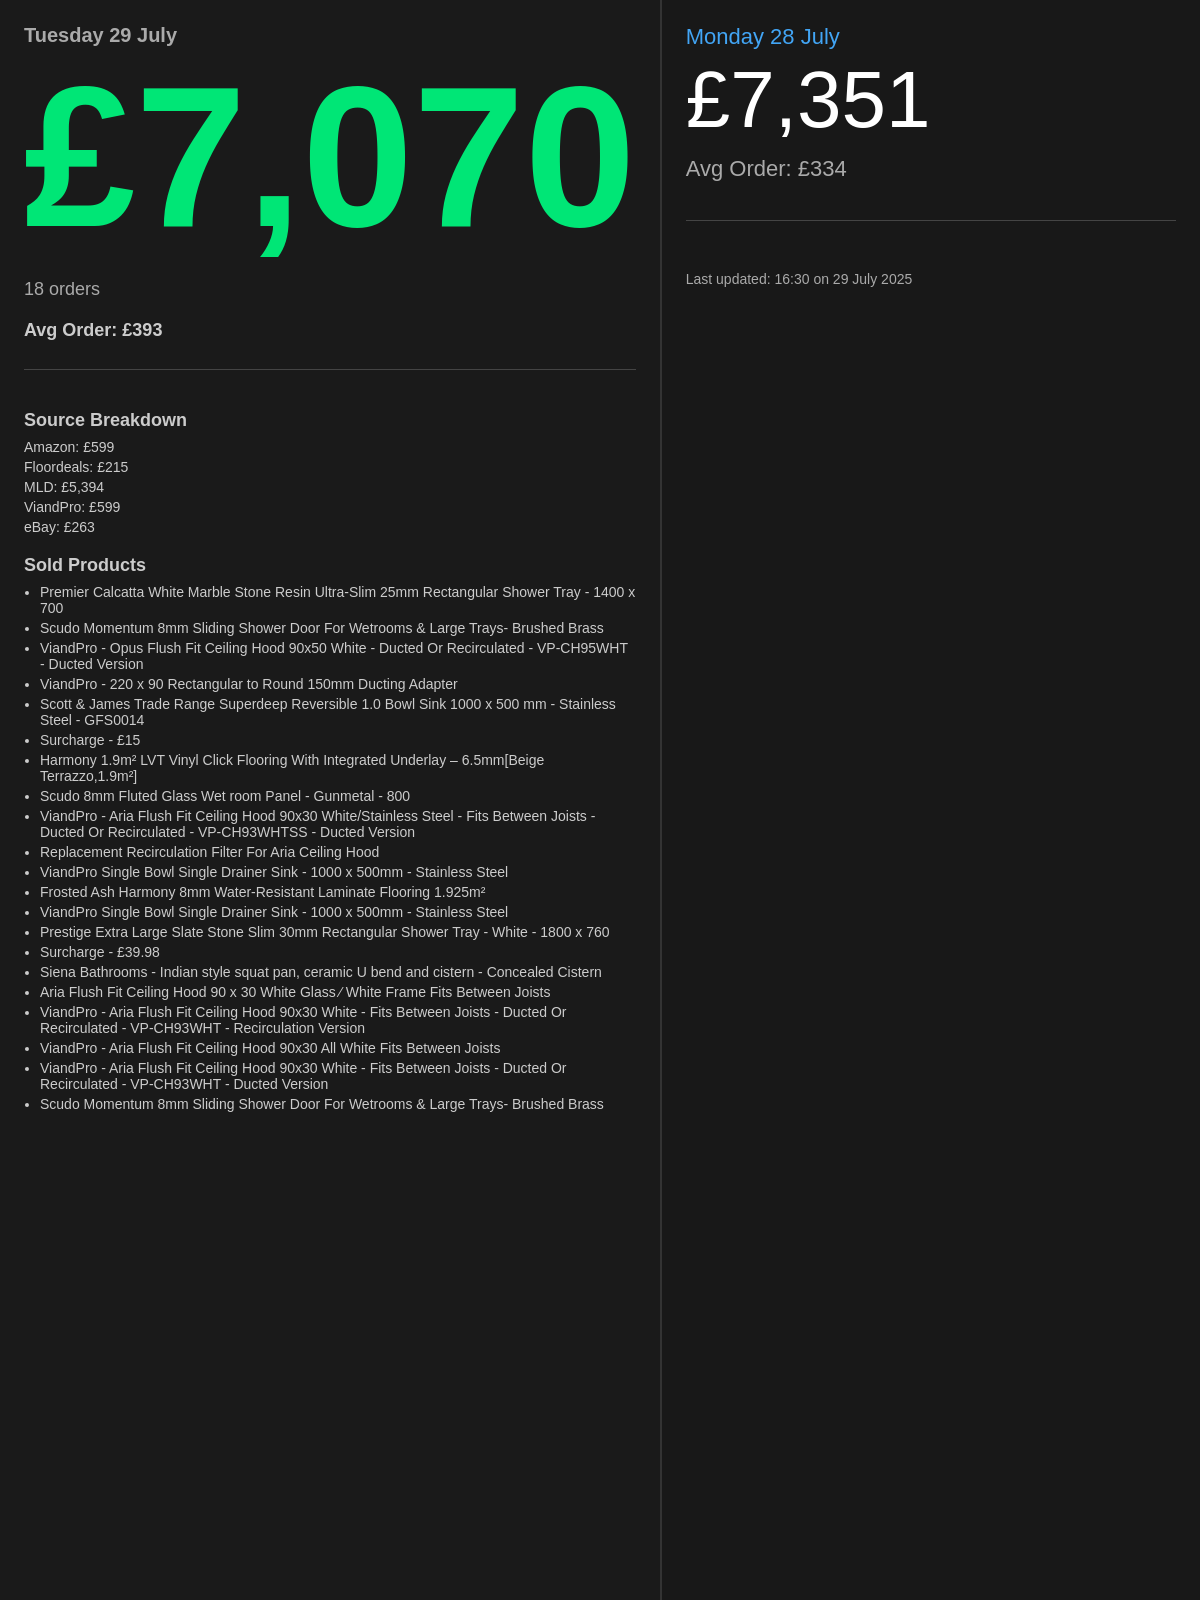 Tuesday 29 July
£7,070
18 orders
Avg Order: £393
Source Breakdown
Amazon: £599
Floordeals: £215
MLD: £5,394
ViandPro: £599
eBay: £263
Sold Products
• Premier Calcatta White Marble Stone Resin Ultra-Slim 25mm Rectangular Shower Tray - 1400 x
700
• Scudo Momentum 8mm Sliding Shower Door For Wetrooms & Large Trays- Brushed Brass
• ViandPro - Opus Flush Fit Ceiling Hood 90x50 White - Ducted Or Recirculated - VP-CH95WHT
- Ducted Version
• ViandPro - 220 x 90 Rectangular to Round 150mm Ducting Adapter
• Scott & James Trade Range Superdeep Reversible 1.0 Bowl Sink 1000 x 500 mm - Stainless
Steel - GFS0014
• Surcharge - £15
• Harmony 1.9m² LVT Vinyl Click Flooring With Integrated Underlay – 6.5mm[Beige
Terrazzo,1.9m²]
• Scudo 8mm Fluted Glass Wet room Panel - Gunmetal - 800
• ViandPro - Aria Flush Fit Ceiling Hood 90x30 White/Stainless Steel - Fits Between Joists -
Ducted Or Recirculated - VP-CH93WHTSS - Ducted Version
• Replacement Recirculation Filter For Aria Ceiling Hood
• ViandPro Single Bowl Single Drainer Sink - 1000 x 500mm - Stainless Steel
• Frosted Ash Harmony 8mm Water-Resistant Laminate Flooring 1.925m²
• ViandPro Single Bowl Single Drainer Sink - 1000 x 500mm - Stainless Steel
• Prestige Extra Large Slate Stone Slim 30mm Rectangular Shower Tray - White - 1800 x 760
• Surcharge - £39.98
• Siena Bathrooms - Indian style squat pan, ceramic U bend and cistern - Concealed Cistern
• Aria Flush Fit Ceiling Hood 90 x 30 White Glass ⁄ White Frame Fits Between Joists
• ViandPro - Aria Flush Fit Ceiling Hood 90x30 White - Fits Between Joists - Ducted Or
Recirculated - VP-CH93WHT - Recirculation Version
• ViandPro - Aria Flush Fit Ceiling Hood 90x30 All White Fits Between Joists
• ViandPro - Aria Flush Fit Ceiling Hood 90x30 White - Fits Between Joists - Ducted Or
Recirculated - VP-CH93WHT - Ducted Version
• Scudo Momentum 8mm Sliding Shower Door For Wetrooms & Large Trays- Brushed Brass
Monday 28 July
£7,351
Avg Order: £334
Last updated: 16:30 on 29 July 2025